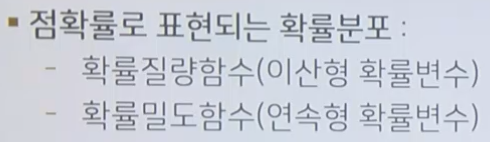 ▪ 점확률로 표현되는 확률분포 :
- 확률질량함수(이산형 확률변수)
- 확률밀도함수(연속형 확률변수)